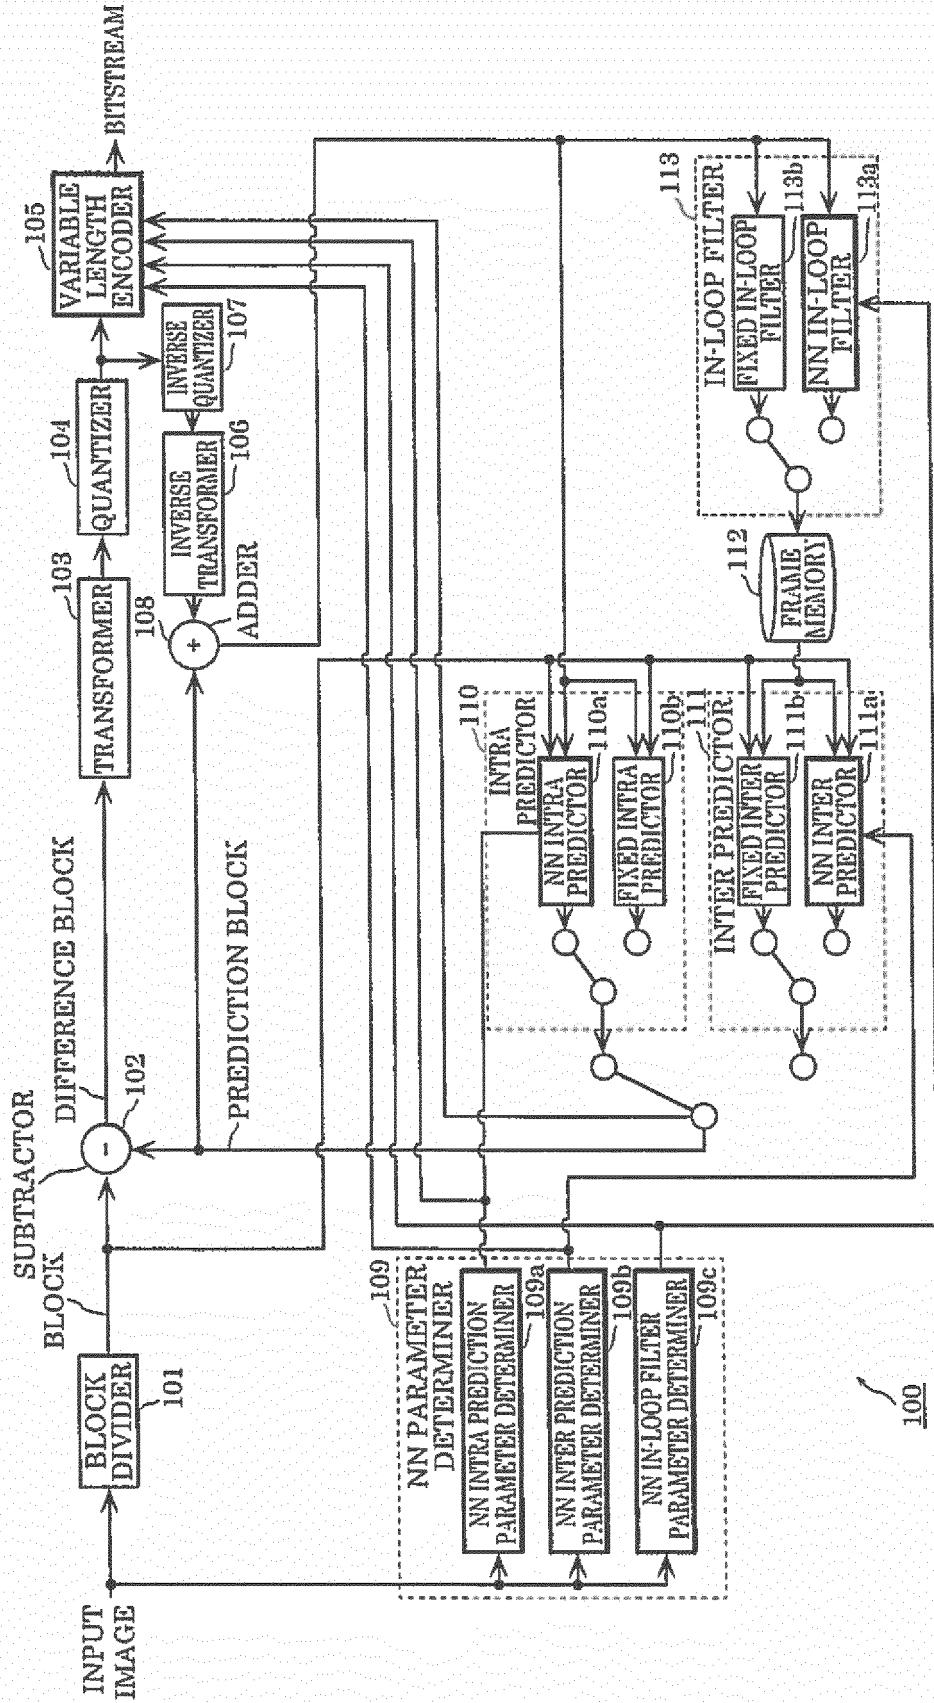 INPUT
IMAGE
BLOCK
DIVIDER
101
BLOCK
SUBTRACTOR
102
DIFFERENCE BLOCK
PREDICTION BLOCK
TRANSFORMER
103
QUANTIZER
104
VARIABLE
LENGTH
ENCODER
105
BITSTREAM
INVERSE
QUANTIZER
107
INVERSE
TRANSFORMER
106
108
+
ADDER
-
109
NN PARAMETER
DETERMINER
NN INTRA PREDICTION
PARAMETER DETERMINER
109a
NN INTER PREDICTION
PARAMETER DETERMINER
109b
NN IN-LOOP FILTER
PARAMETER DETERMINER
109c
110
INTRA
PREDICTOR
NN INTRA
PREDICTOR
110a
FIXED INTRA
PREDICTOR
110b
111
INTER PREDICTOR
FIXED INTER
PREDICTOR
111b
NN INTER
PREDICTOR
111a
112
FRAME
MEMORY
113
IN-LOOP FILTER
FIXED IN-LOOP
FILTER
113b
NN IN-LOOP
FILTER
113a
100